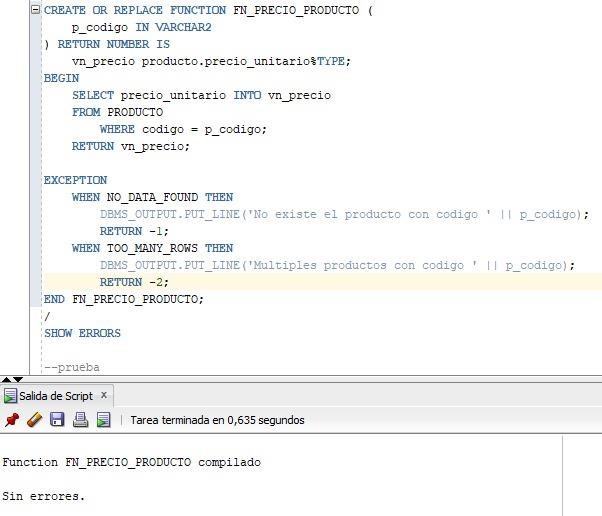 CREATE OR REPLACE FUNCTION FN_PRECIO_PRODUCTO (
    p_codigo IN VARCHAR2
) RETURN NUMBER IS
    vn_precio producto.precio_unitario%TYPE;
BEGIN
    SELECT precio_unitario INTO vn_precio
    FROM PRODUCTO
        WHERE codigo = p_codigo;
    RETURN vn_precio;

EXCEPTION
    WHEN NO_DATA_FOUND THEN
        DBMS_OUTPUT.PUT_LINE('No existe el producto con codigo ' || p_codigo);
        RETURN -1;
    WHEN TOO_MANY_ROWS THEN
        DBMS_OUTPUT.PUT_LINE('Multiples productos con codigo ' || p_codigo);
        RETURN -2;
END FN_PRECIO_PRODUCTO;
/
SHOW ERRORS

--prueba
Salida de Script x
Tarea terminada en 0,635 segundos
Function FN_PRECIO_PRODUCTO compilado
Sin errores.